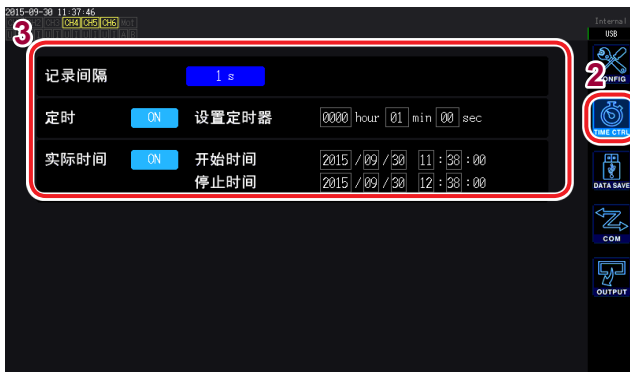 2015-09-30 11:37:46
CH4 CH5 CH6 Mot
Internal
USB
3
2
CONFIG
记录间隔 1 s
定时 ON 设置定时器 0000 hour 01 min 00 sec
TIME CTRL
实际时间 ON 开始时间 2015 / 09 / 30 11 : 38 : 00
停止时间 2015 / 09 / 30 12 : 38 : 00
DATA SAVE
COM
OUTPUT